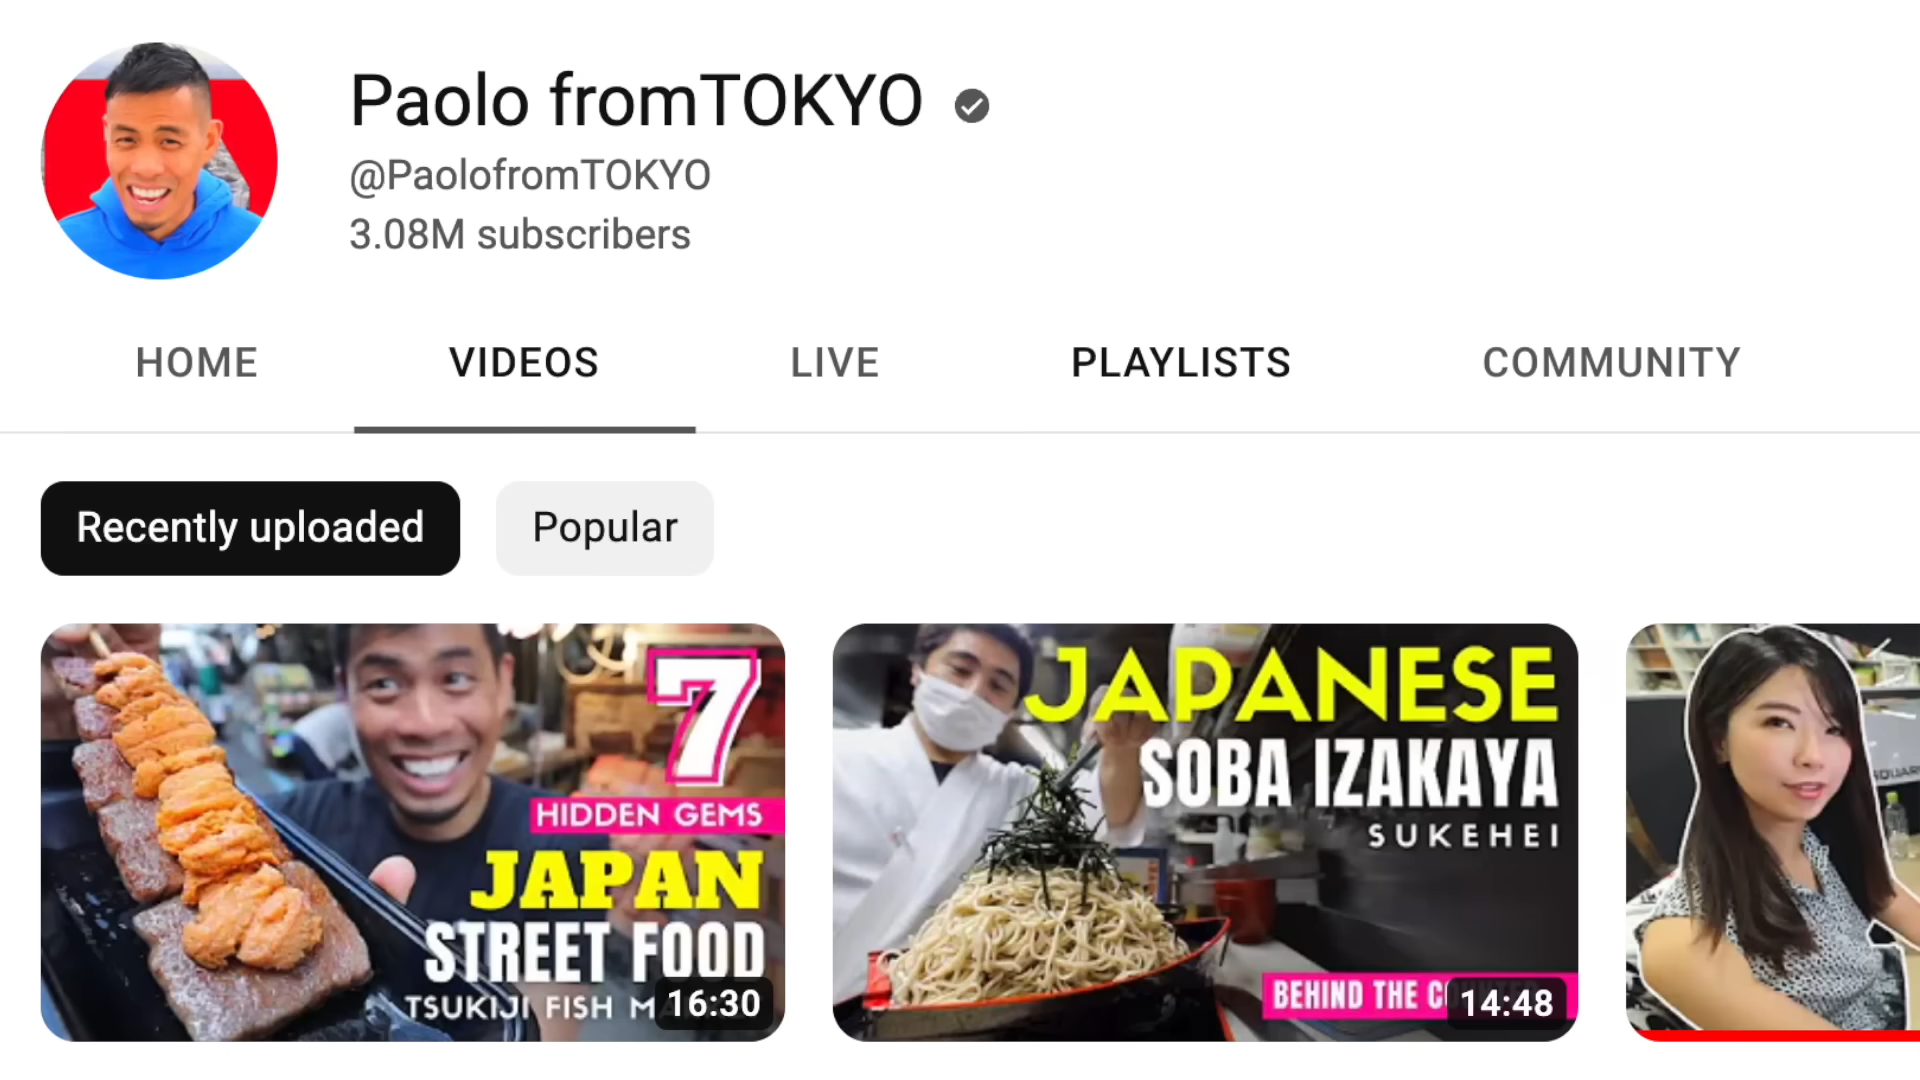 Paolo fromTOKYO
@PaolofromTOKYO
3.08M subscribers
HOME
VIDEOS
LIVE
PLAYLISTS
COMMUNITY
Recently uploaded
Popular
7
HIDDEN GEMS
JAPAN
STREET FOOD
TSUKIJI FISH
16:30
JAPANESE
SOBA IZAKAYA
SUKEHEI
BEHIND THE
14:48